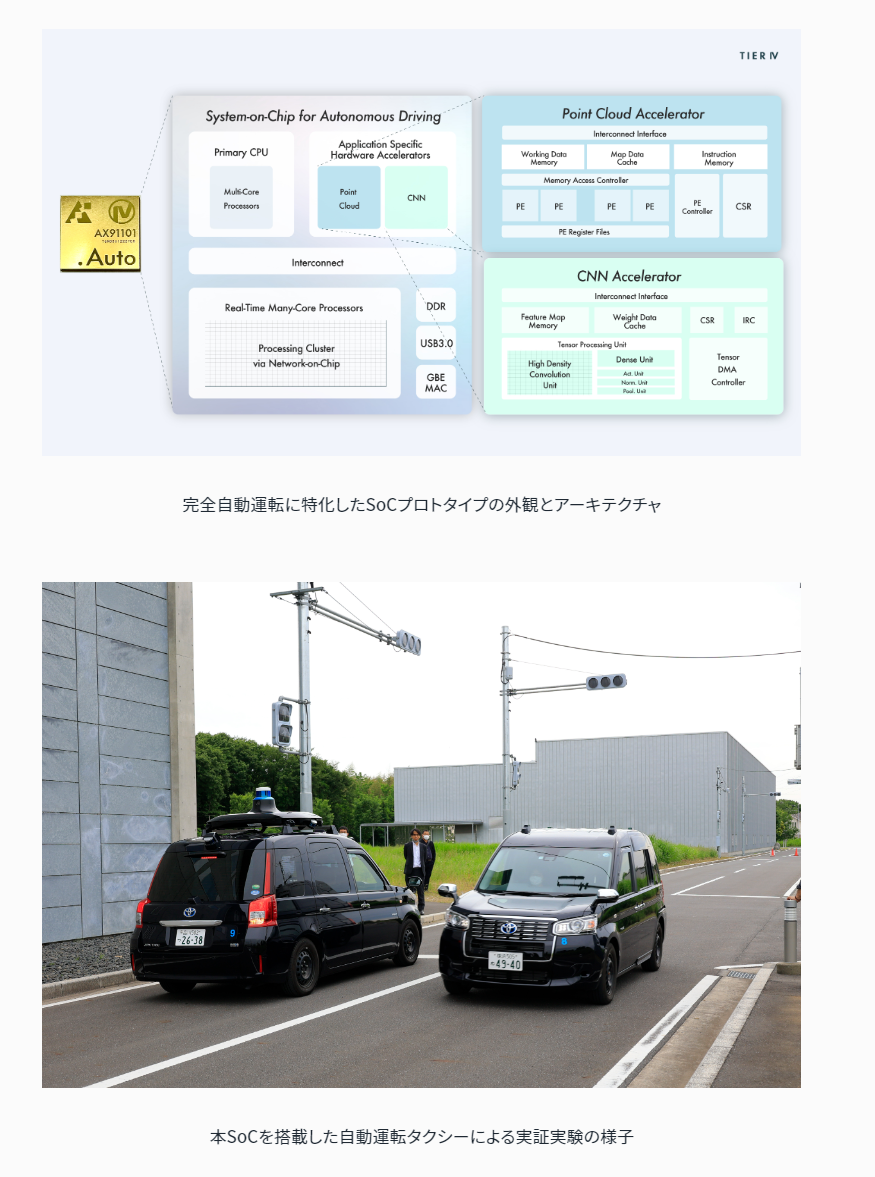 TIER IV
System-on-Chip for Autonomous Driving
Primary CPU
Multi-Core
Processors
Application Specific
Hardware Accelerators
Point
Cloud
CNN
Interconnect
Real-Time Many-Core Processors
Processing Cluster
via Network-on-Chip
DDR
USB3.0
GBE
MAC
AX91101
.Auto
Point Cloud Accelerator
Interconnect Interface
Working Data
Memory
Map Data
Cache
Instruction
Memory
Memory Access Controller
PE
PE
PE
PE
PE
Controller
CSR
PE Register Files
CNN Accelerator
Interconnect Interface
Feature Map
Memory
Weight Data
Cache
CSR
IRC
Tensor Processing Unit
High Density
Convolution
Unit
Dense Unit
Act. Unit
Norm. Unit
Pool. Unit
Tensor
DMA
Controller
完全自動運転に特化したSoCプロトタイプの外観とアーキテクチャ
9
26-38
8
49-40
本SoCを搭載した自動運転タクシーによる実証実験の様子